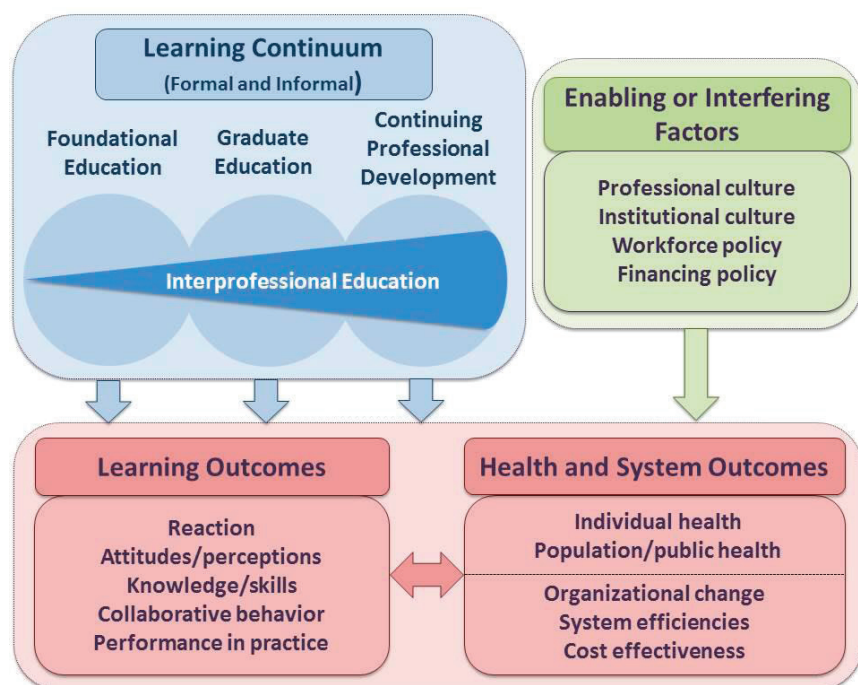 Learning Continuum
(Formal and Informal)
Foundational
Education
Graduate
Education
Continuing
Professional
Development
Interprofessional Education
Enabling or Interfering
Factors
Professional culture
Institutional culture
Workforce policy
Financing policy
Learning Outcomes
Reaction
Attitudes/perceptions
Knowledge/skills
Collaborative behavior
Performance in practice
Health and System Outcomes
Individual health
Population/public health
Organizational change
System efficiencies
Cost effectiveness